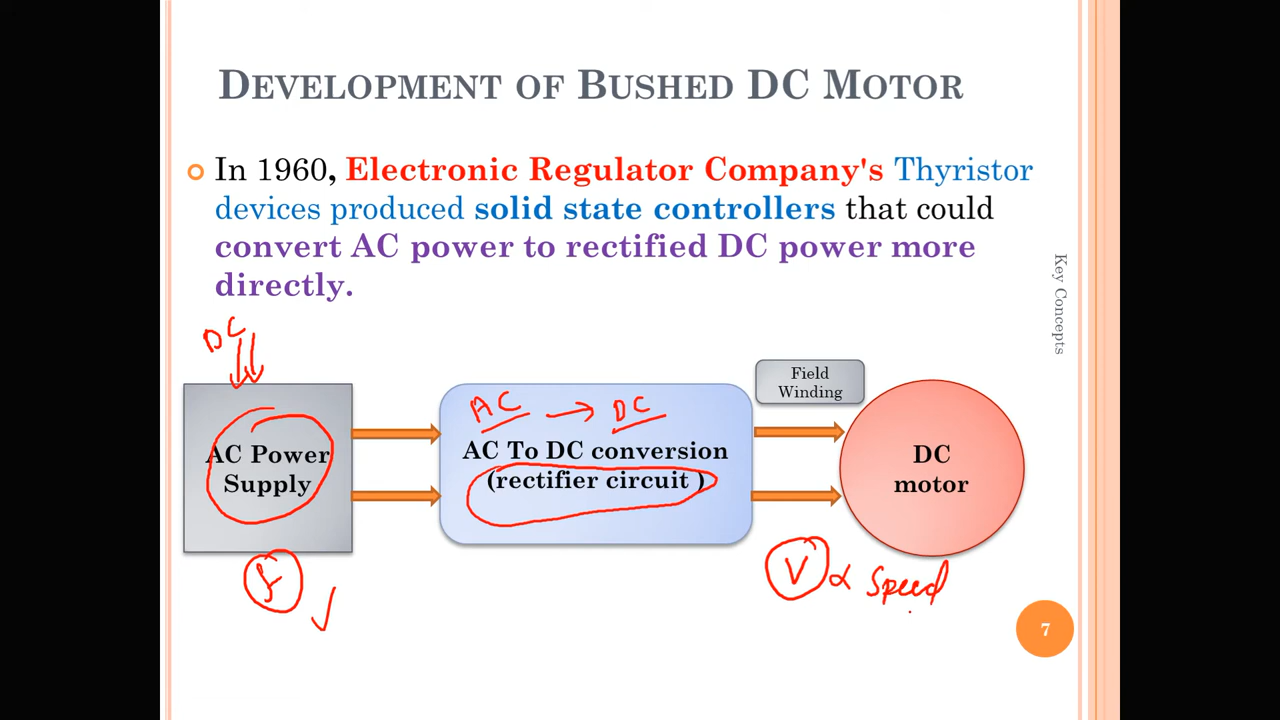 DEVELOPMENT OF BUSHED DC MOTOR
In 1960, Electronic Regulator Company's Thyristor
devices produced solid state controllers that could
convert AC power to rectified DC power more
directly.
Key Concepts
DC
Field
Winding
AC → DC
AC Power
Supply
AC To DC conversion
(rectifier circuit )
DC
motor
f
V ∝ Speed
7